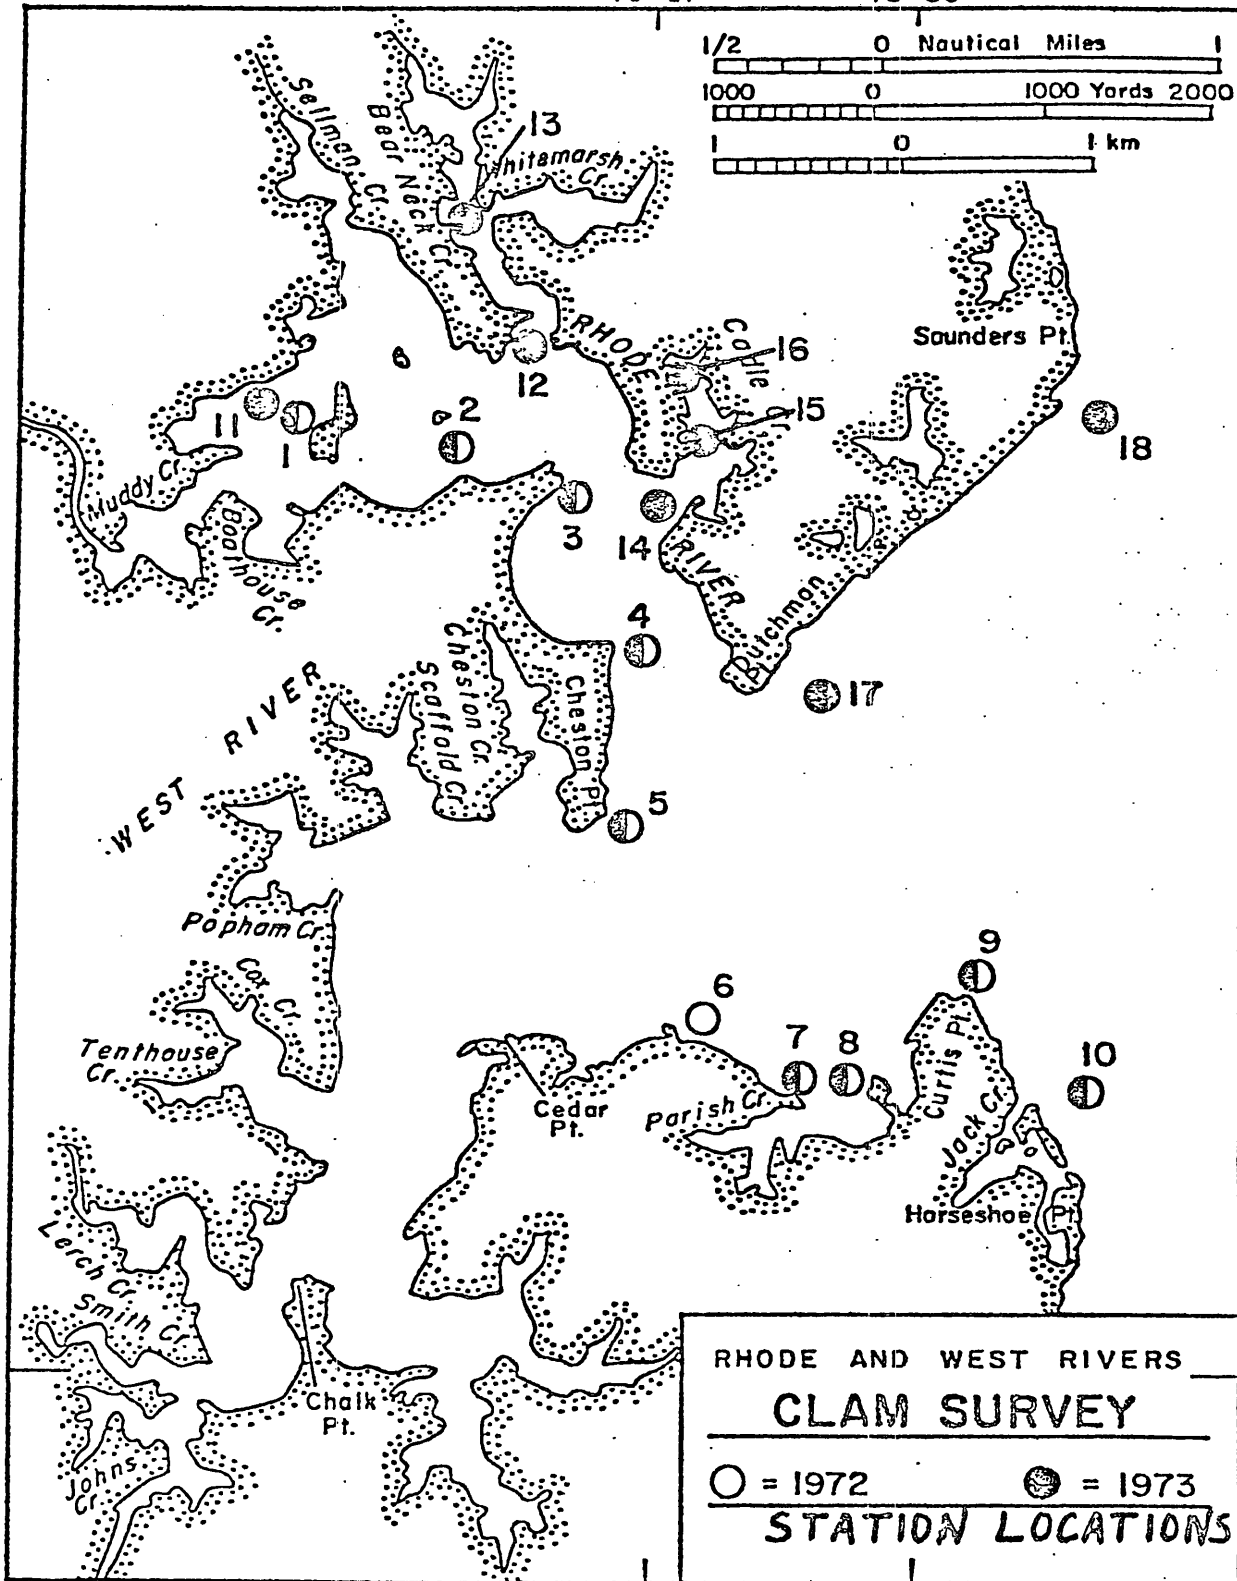 1/2 0 Nautical Miles 1
1000 0 1000 Yards 2000
1 0 1 km
Sellman Cr.
Bear Neck Cr.
13
Whitemarsh Cr.
RHODE
Cadle Cr.
16
Saunders Pt.
12
15
11
1
2
18
Muddy Cr.
Boathouse Cr.
3
14
RIVER
Dutchman Pt.
4
Cheston Cr.
Scaffold Cr.
Cheston Pt.
17
WEST RIVER
5
Popham Cr.
Cox Cr.
9
6
Tenthouse Cr.
7
8
10
Cedar Pt.
Parish Cr.
Curtis Pt.
Jack Cr.
Horseshoe Pt.
Lerch Cr.
Smith Cr.
Chalk Pt.
Johns Cr.
RHODE AND WEST RIVERS
CLAM SURVEY
= 1972 = 1973
STATION LOCATIONS